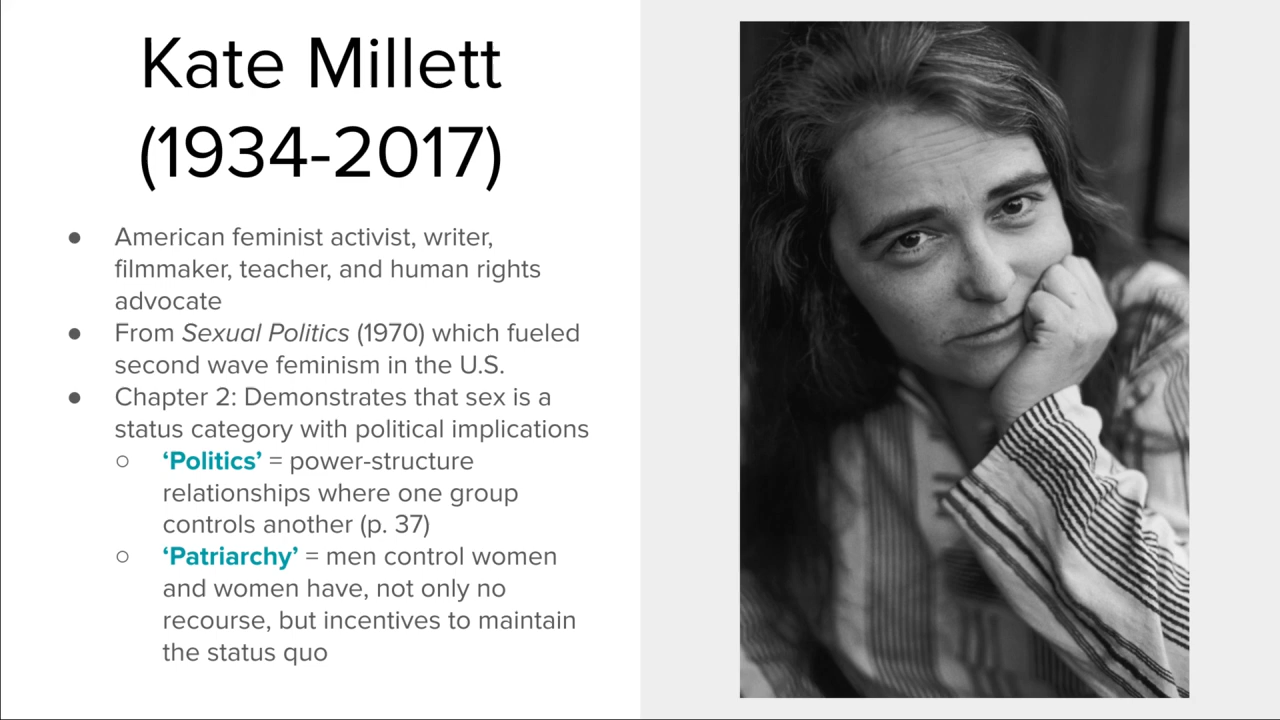 Kate Millett
(1934-2017)
● American feminist activist, writer,
filmmaker, teacher, and human rights
advocate
● From Sexual Politics (1970) which fueled
second wave feminism in the U.S.
● Chapter 2: Demonstrates that sex is a
status category with political implications
○ ‘Politics’ = power-structure
relationships where one group
controls another (p. 37)
○ ‘Patriarchy’ = men control women
and women have, not only no
recourse, but incentives to maintain
the status quo